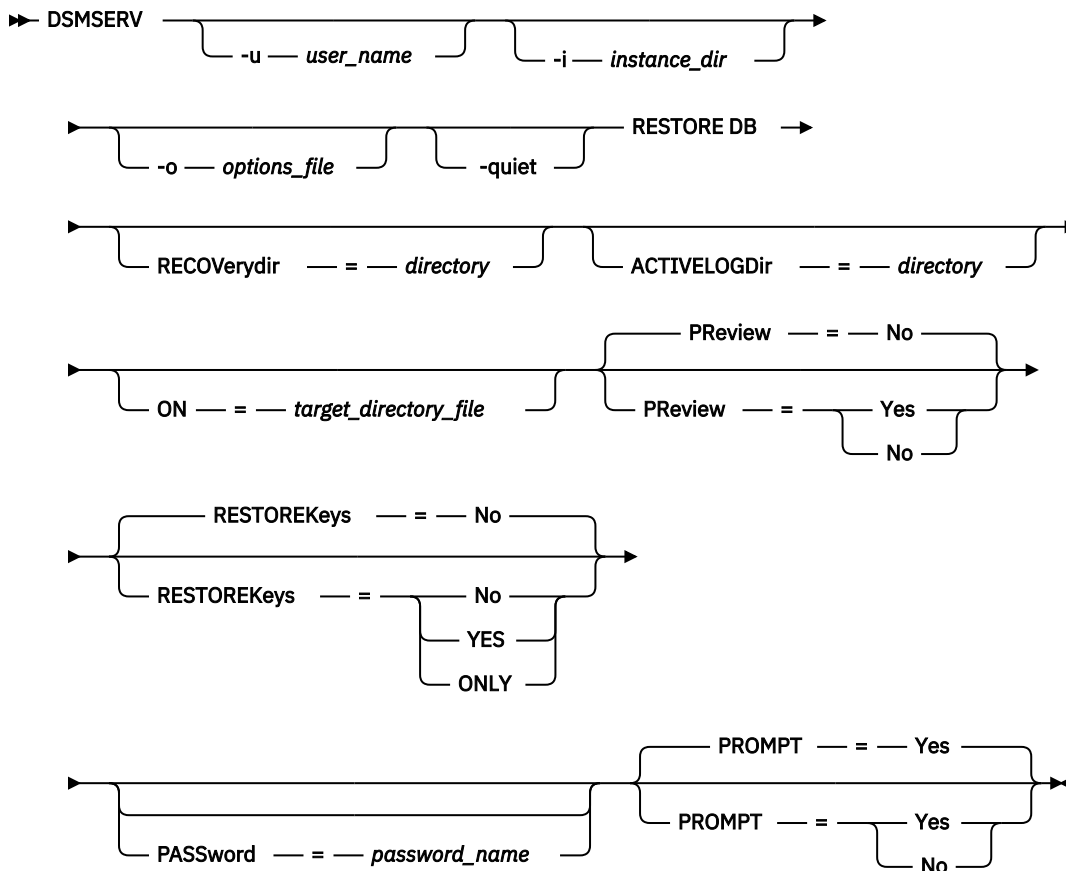 DSMSERV
-u user_name
-i instance_dir
-o options_file
-quiet
RESTORE DB
RECOVerydir = directory
ACTIVELOGDir = directory
ON = target_directory_file
PReview = No
PReview = Yes
No
RESTOREKeys = No
RESTOREKeys = No
YES
ONLY
PASSword = password_name
PROMPT = Yes
PROMPT = Yes
No